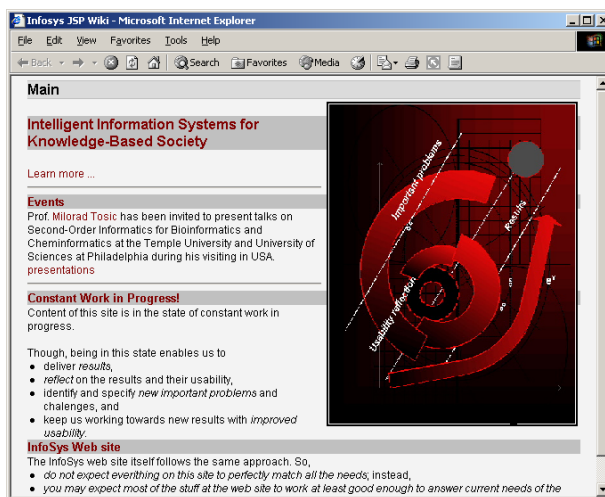 Infosys JSP Wiki - Microsoft Internet Explorer
File Edit View Favorites Tools Help
Back Search Favorites Media
Main
Intelligent Information Systems for
Knowledge-Based Society
Learn more ...
Events
Prof. Milorad Tosic has been invited to present talks on
Second-Order Informatics for Bioinformatics and
Cheminformatics at the Temple University and University of
Sciences at Philadelphia during his visiting in USA.
presentations
Constant Work in Progress!
Content of this site is in the state of constant work in
progress.
Though, being in this state enables us to
deliver results,
reflect on the results and their usability,
identify and specify new important problems and
chalenges, and
keep us working towards new results with improved
usability.
Important problems
Results
Usability reflection
InfoSys Web site
The InfoSys web site itself follows the same approach. So,
do not expect everithing on this site to perfectly match all the needs; instead,
you may expect most of the stuff at the web site to work at least good enough to answer current needs of the